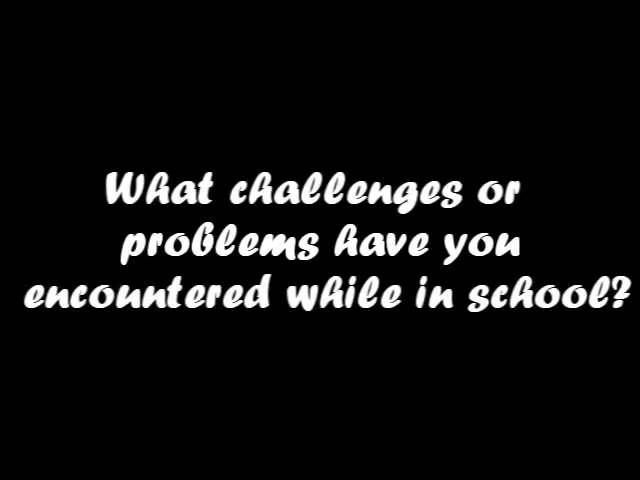 What challenges or
problems have you
encountered while in school?